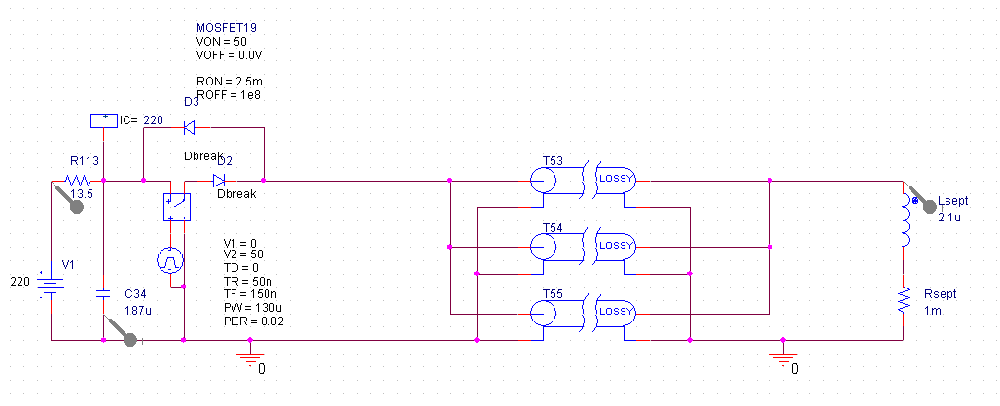 MOSFET19
VON = 50
VOFF = 0.0V
RON = 2.5m
ROFF = 1e8
D3
IC= 220
Dbreak
D2
Dbreak
R113
13.5
T53
LOSSY
Lsept
2.1u
T54
LOSSY
V1 = 0
V2 = 50
TD = 0
TR = 50n
TF = 150n
PW = 130u
PER = 0.02
V1
220
C34
187u
T55
LOSSY
Rsept
1m
0
0